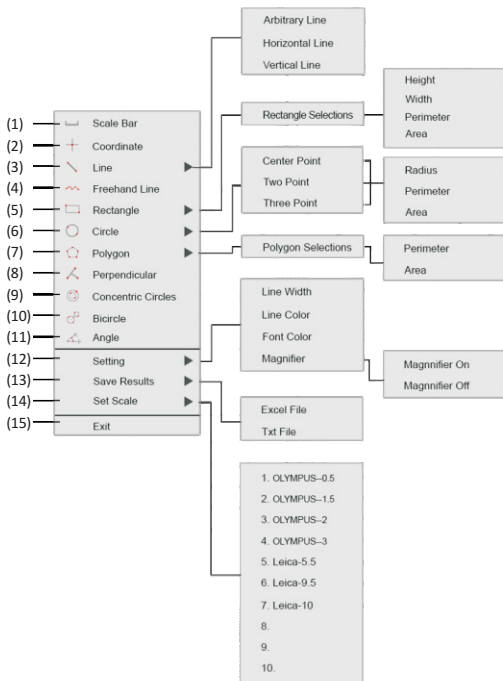 (1) Scale Bar
(2) Coordinate
(3) Line
(4) Freehand Line
(5) Rectangle
(6) Circle
(7) Polygon
(8) Perpendicular
(9) Concentric Circles
(10) Bicircle
(11) Angle
(12) Setting
(13) Save Results
(14) Set Scale
(15) Exit
Arbitrary Line
Horizontal Line
Vertical Line
Rectangle Selections
Height
Width
Perimeter
Area
Center Point
Two Point
Three Point
Radius
Perimeter
Area
Polygon Selections
Perimeter
Area
Line Width
Line Color
Font Color
Magnifier
Magnnifier On
Magnnifier Off
Excel File
Txt File
1. OLYMPUS–0.5
2. OLYMPUS–1.5
3. OLYMPUS–2
4. OLYMPUS–3
5. Leica-5.5
6. Leica-9.5
7. Leica-10
8.
9.
10.